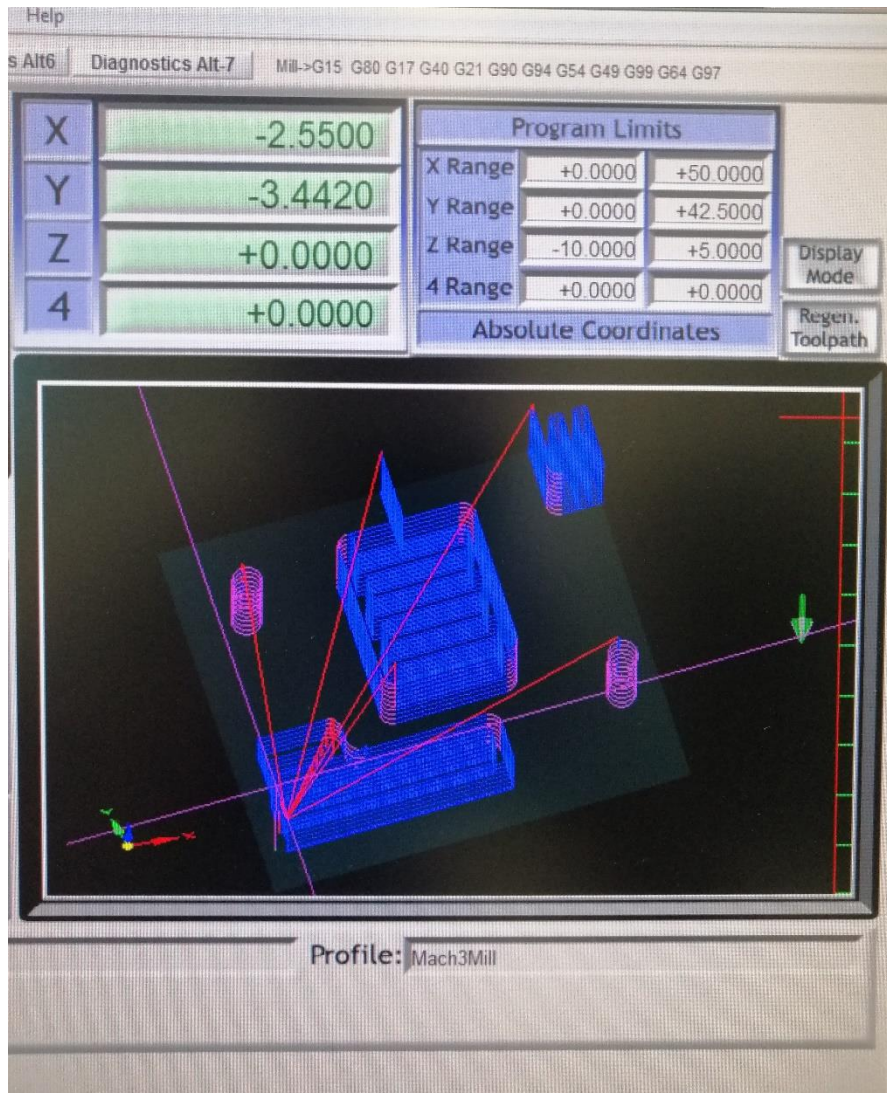 Help
s Alt6 Diagnostics Alt-7 Mill->G15 G80 G17 G40 G21 G90 G94 G54 G49 G99 G64 G97
X -2.5500
Y -3.4420
Z +0.0000
4 +0.0000
Program Limits
X Range +0.0000 +50.0000
Y Range +0.0000 +42.5000
Z Range -10.0000 +5.0000
4 Range +0.0000 +0.0000
Absolute Coordinates
Display
Mode
Regen.
Toolpath
Y
X
Profile: Mach3Mill